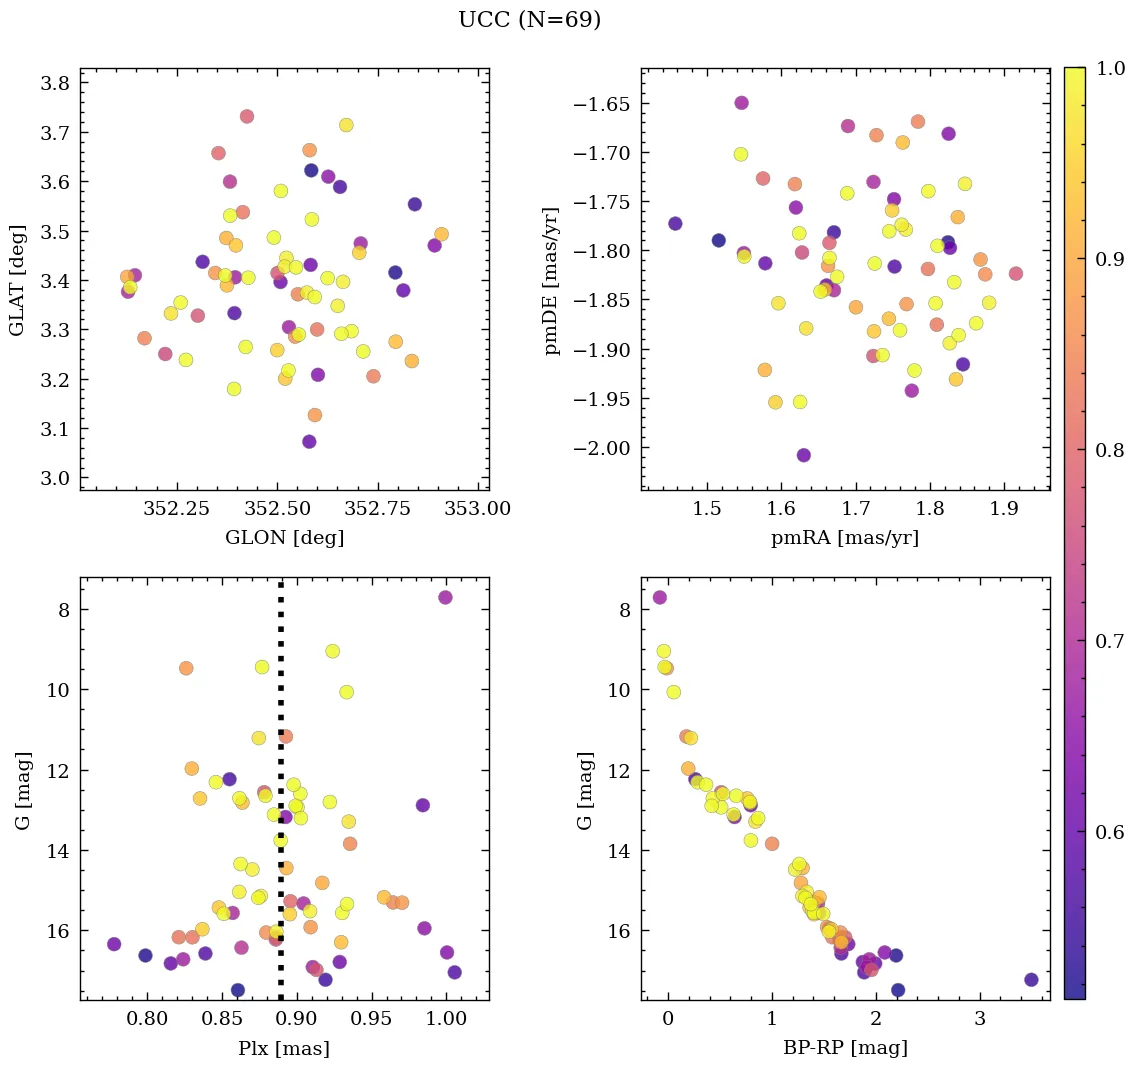 UCC (N=69)
3.8
3.7
3.6
3.5
3.4
3.3
3.2
3.1
3.0
GLAT [deg]
352.25 352.50 352.75 353.00
GLON [deg]
−1.65
−1.70
−1.75
−1.80
−1.85
−1.90
−1.95
−2.00
pmDE [mas/yr]
1.5 1.6 1.7 1.8 1.9
pmRA [mas/yr]
8
10
12
14
16
G [mag]
0.80 0.85 0.90 0.95 1.00
Plx [mas]
8
10
12
14
16
G [mag]
0 1 2 3
BP-RP [mag]
1.0
0.9
0.8
0.7
0.6